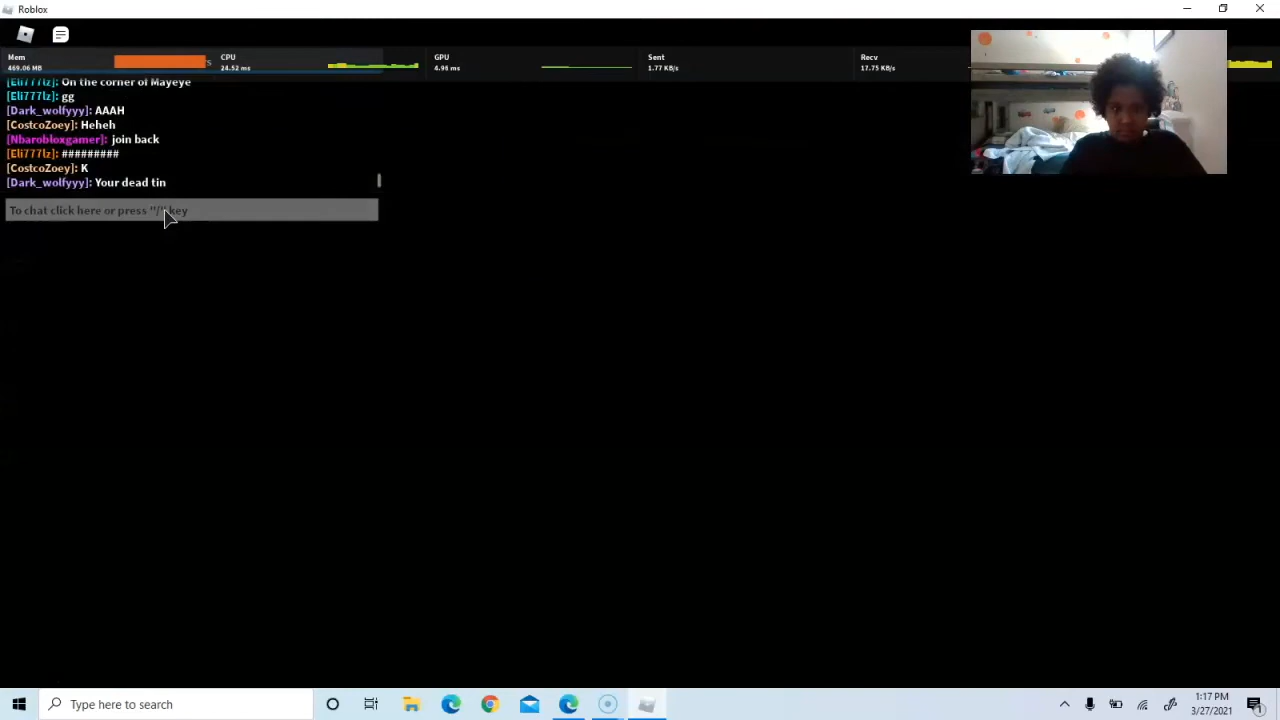 Roblox
Mem
469.06 MB
CPU
24.52 ms
GPU
4.96 ms
Sent
1.77 KB/s
Recv
17.75 KB/s
[Eli777lz]: On the corner of Mayeye
[Eli777lz]: gg
[Dark_wolfyyy]: AAAH
[CostcoZoey]: Heheh
[Nbarobloxgamer]: join back
[Eli777lz]: #########
[CostcoZoey]: K
[Dark_wolfyyy]: Your dead tin
To chat click here or press "/" key
Type here to search
1:17 PM
3/27/2021
1